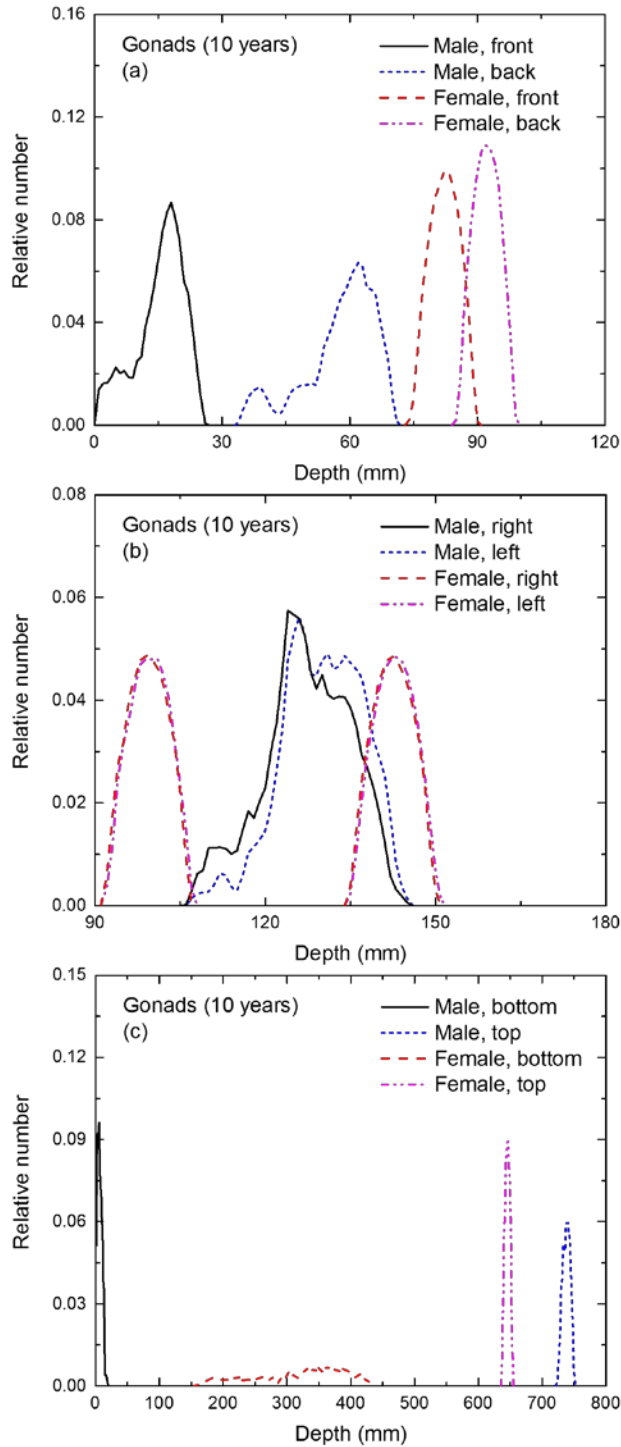 Gonads (10 years)
(a)
Male, front
Male, back
Female, front
Female, back
Relative number
0.16
0.12
0.08
0.04
0.00
0 30 60 90 120
Depth (mm)
Gonads (10 years)
(b)
Male, right
Male, left
Female, right
Female, left
Relative number
0.08
0.06
0.04
0.02
0.00
90 120 150 180
Depth (mm)
Gonads (10 years)
(c)
Male, bottom
Male, top
Female, bottom
Female, top
Relative number
0.15
0.12
0.09
0.06
0.03
0.00
0 100 200 300 400 500 600 700 800
Depth (mm)